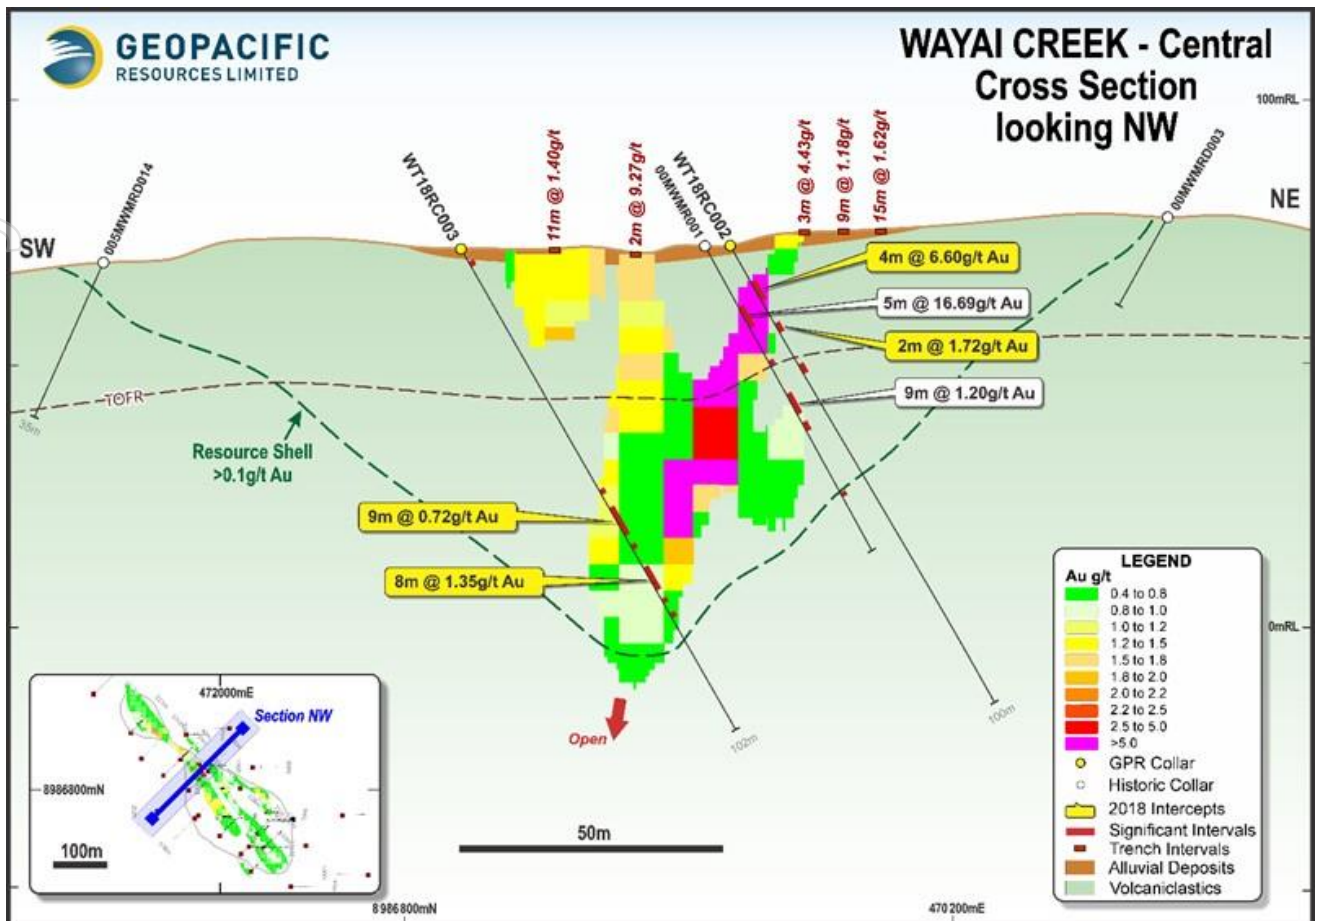 GEOPACIFIC
RESOURCES LIMITED
WAYAI CREEK - Central
Cross Section
looking NW
100mRL
SW
NE
005MWMRD014
WT18RC003
11m @ 1.40g/t
2m @ 9.27g/t
00MWMR001
WT18RC002
3m @ 4.43g/t
9m @ 1.18g/t
15m @ 1.62g/t
00MWMRD003
4m @ 6.60g/t Au
5m @ 16.69g/t Au
2m @ 1.72g/t Au
9m @ 1.20g/t Au
TOFR
35m
Resource Shell
>0.1g/t Au
9m @ 0.72g/t Au
8m @ 1.35g/t Au
0mRL
Open
102m
100m
50m
472000mE
Section NW
8986800mN
100m
LEGEND
Au g/t
0.4 to 0.8
0.8 to 1.0
1.0 to 1.2
1.2 to 1.5
1.5 to 1.8
1.8 to 2.0
2.0 to 2.2
2.2 to 2.5
2.5 to 5.0
>5.0
GPR Collar
Historic Collar
2018 Intercepts
Significant Intervals
Trench Intervals
Alluvial Deposits
Volcaniclastics
8986800mN
470200mE